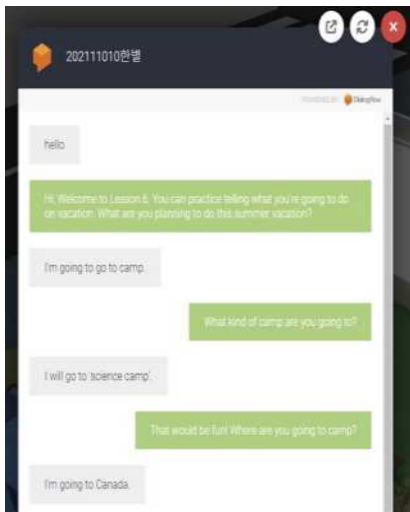 202111010한별
POWERED BY Dialogflow
hello
Hi, Welcome to Lesson 6. You can practice telling what you're going to do
on vacation. What are you planning to do this summer vacation?
I'm going to go to camp.
What kind of camp are you going to?
I will go to 'science camp'.
That would be fun! Where are you going to camp?
I'm going to Canada.